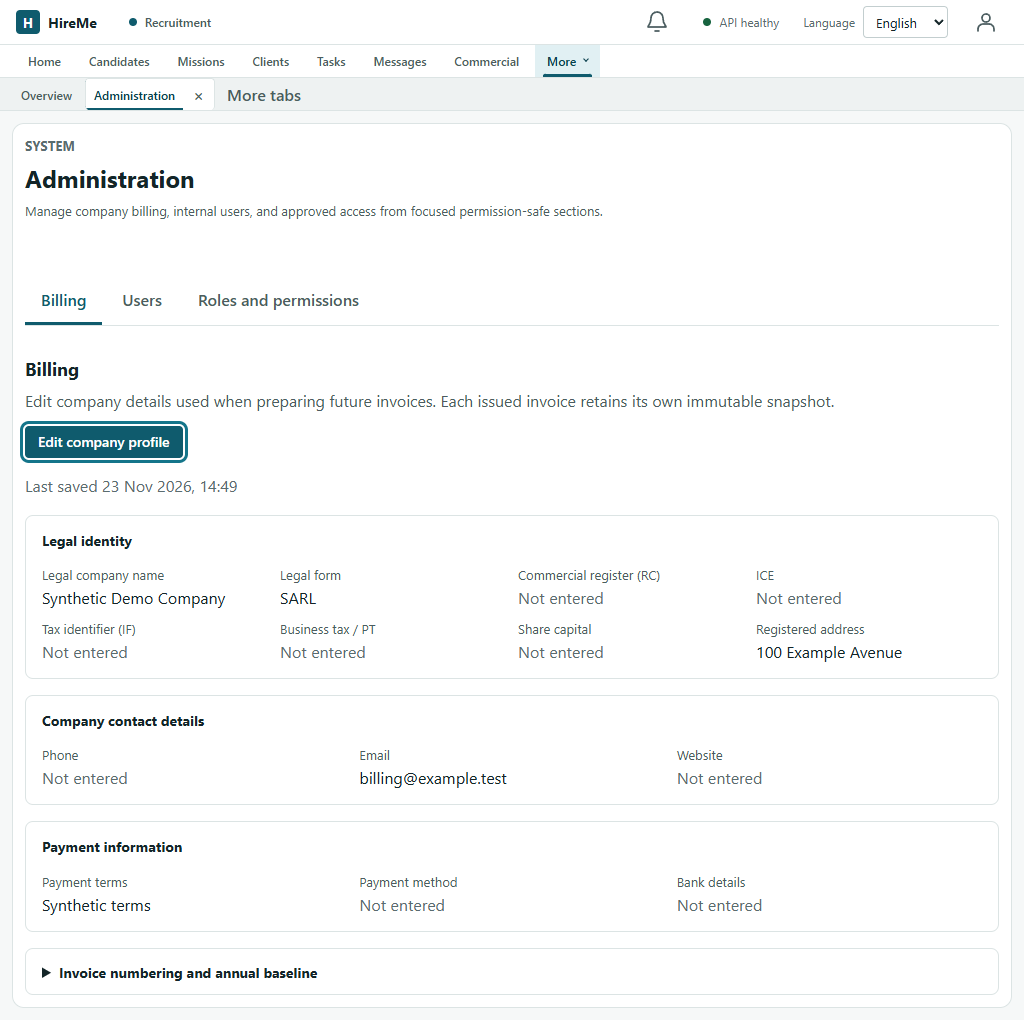 H HireMe Recruitment API healthy Language English
Home Candidates Missions Clients Tasks Messages Commercial More
Overview Administration × More tabs
SYSTEM
Administration
Manage company billing, internal users, and approved access from focused permission-safe sections.
Billing Users Roles and permissions
Billing
Edit company details used when preparing future invoices. Each issued invoice retains its own immutable snapshot.
Edit company profile
Last saved 23 Nov 2026, 14:49
Legal identity
Legal company name Legal form Commercial register (RC) ICE
Synthetic Demo Company SARL Not entered Not entered
Tax identifier (IF) Business tax / PT Share capital Registered address
Not entered Not entered Not entered 100 Example Avenue
Company contact details
Phone Email Website
Not entered billing@example.test Not entered
Payment information
Payment terms Payment method Bank details
Synthetic terms Not entered Not entered
Invoice numbering and annual baseline